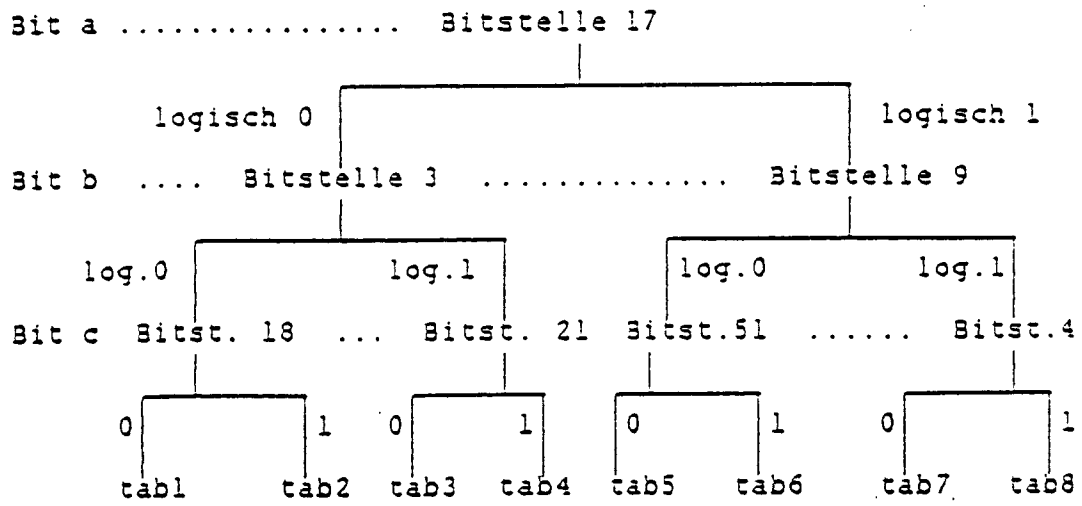 Bit a ................ Bitstelle 17
logisch 0 logisch 1
Bit b .... Bitstelle 3 .............. Bitstelle 9
log.0 log.1 log.0 log.1
Bit c Bitst. 18 ... Bitst. 21 Bitst.51 ...... Bitst.4
0 1 0 1 0 1 0 1
tab1 tab2 tab3 tab4 tab5 tab6 tab7 tab8